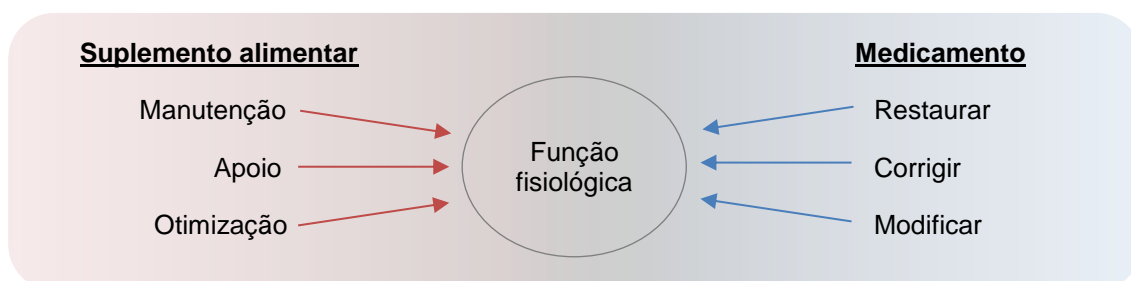 Suplemento alimentar
Manutenção
Apoio
Otimização
Função
fisiológica
Medicamento
Restaurar
Corrigir
Modificar